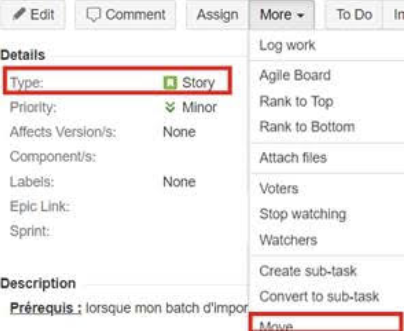 Edit Comment Assign More To Do In
Details
Type: Story
Priority: Minor
Affects Version/s: None
Component/s:
Labels: None
Epic Link:
Sprint:
Description
Prérequis : lorsque mon batch d'impor
Log work
Agile Board
Rank to Top
Rank to Bottom
Attach files
Voters
Stop watching
Watchers
Create sub-task
Convert to sub-task
Move